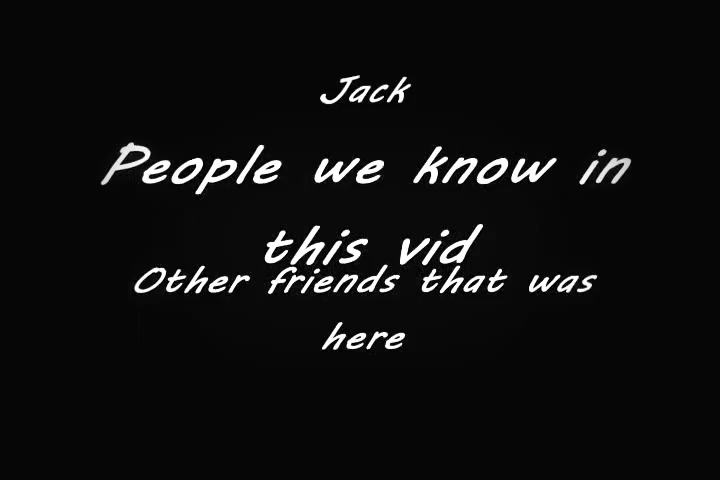 Jack
People we know in
this vid
Other friends that was
here